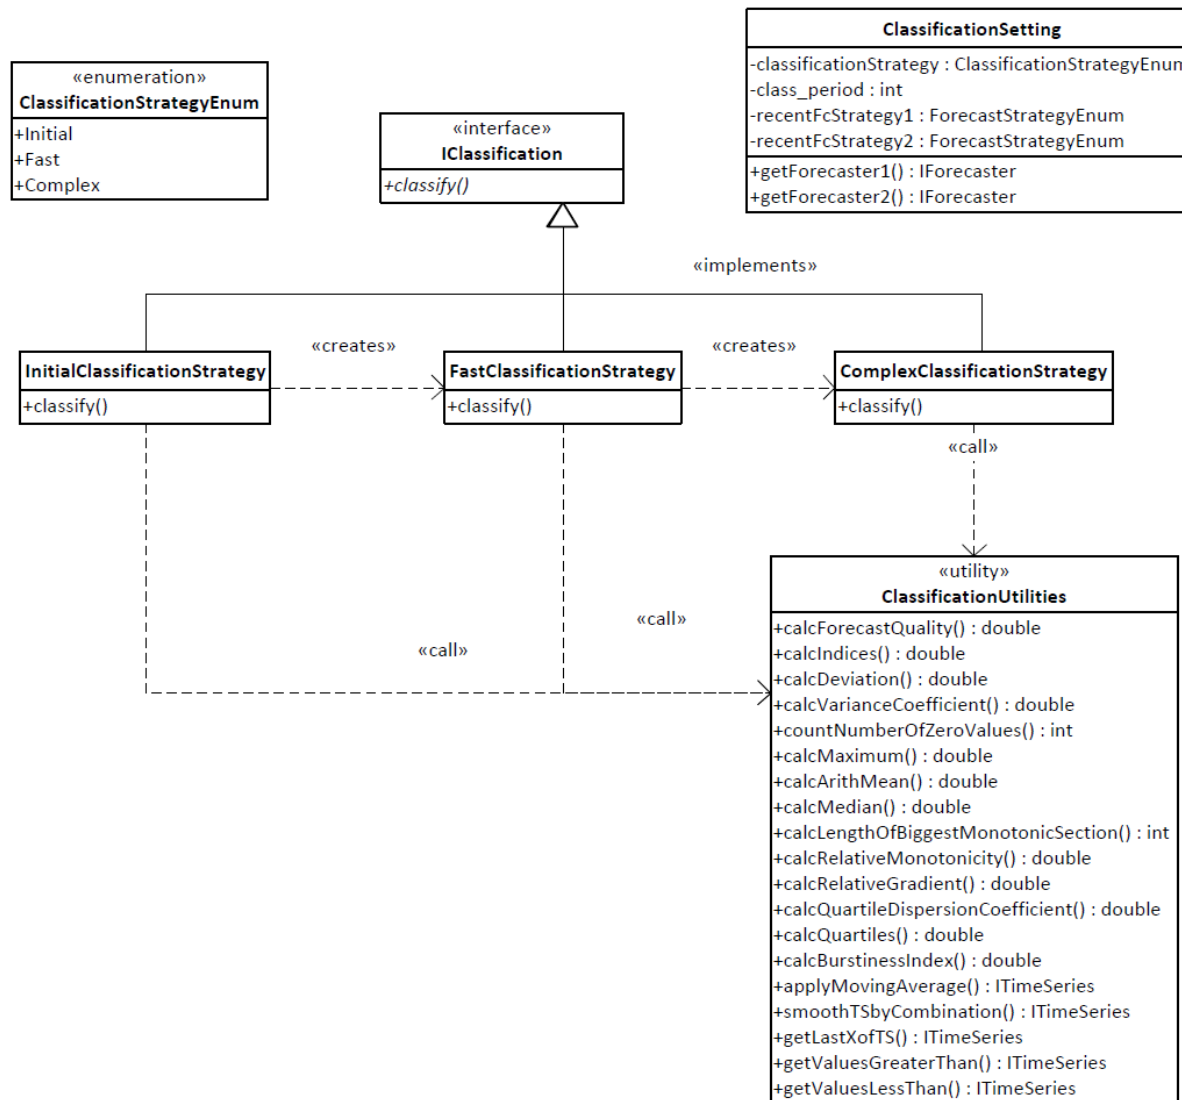 ClassificationSetting
-classificationStrategy : ClassificationStrategyEnum
-class_period : int
-recentFcStrategy1 : ForecastStrategyEnum
-recentFcStrategy2 : ForecastStrategyEnum
+getForecaster1() : IForecaster
+getForecaster2() : IForecaster
«enumeration»
ClassificationStrategyEnum
+Initial
+Fast
+Complex
«interface»
IClassification
+classify()
«implements»
«creates»
«creates»
InitialClassificationStrategy
+classify()
FastClassificationStrategy
+classify()
ComplexClassificationStrategy
+classify()
«call»
«call»
«call»
«utility»
ClassificationUtilities
+calcForecastQuality() : double
+calcIndices() : double
+calcDeviation() : double
+calcVarianceCoefficient() : double
+countNumberOfZeroValues() : int
+calcMaximum() : double
+calcArithMean() : double
+calcMedian() : double
+calcLengthOfBiggestMonotonicSection() : int
+calcRelativeMonotonicity() : double
+calcRelativeGradient() : double
+calcQuartileDispersionCoefficient() : double
+calcQuartiles() : double
+calcBurstinessIndex() : double
+applyMovingAverage() : ITimeSeries
+smoothTSbyCombination() : ITimeSeries
+getLastXofTS() : ITimeSeries
+getValuesGreaterThan() : ITimeSeries
+getValuesLessThan() : ITimeSeries